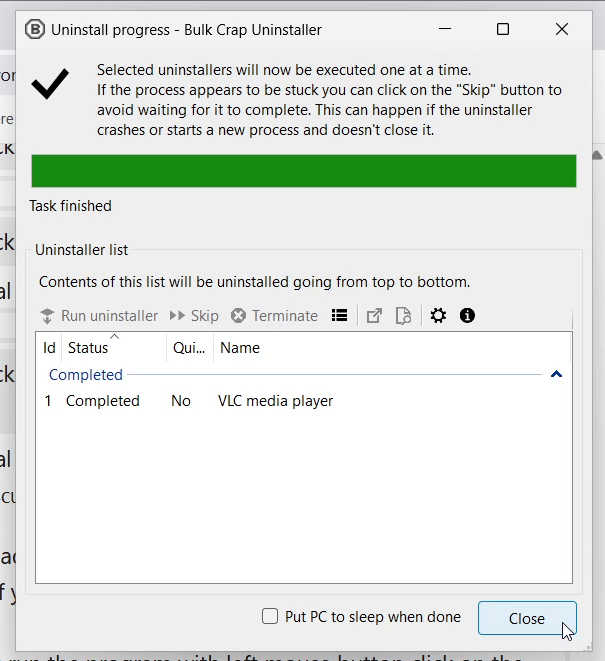 Uninstall progress - Bulk Crap Uninstaller
Selected uninstallers will now be executed one at a time.
If the process appears to be stuck you can click on the "Skip" button to
avoid waiting for it to complete. This can happen if the uninstaller
crashes or starts a new process and doesn't close it.
Task finished
Uninstaller list
Contents of this list will be uninstalled going from top to bottom.
Run uninstaller Skip Terminate
Id Status Qui... Name
Completed
1 Completed No VLC media player
Put PC to sleep when done Close